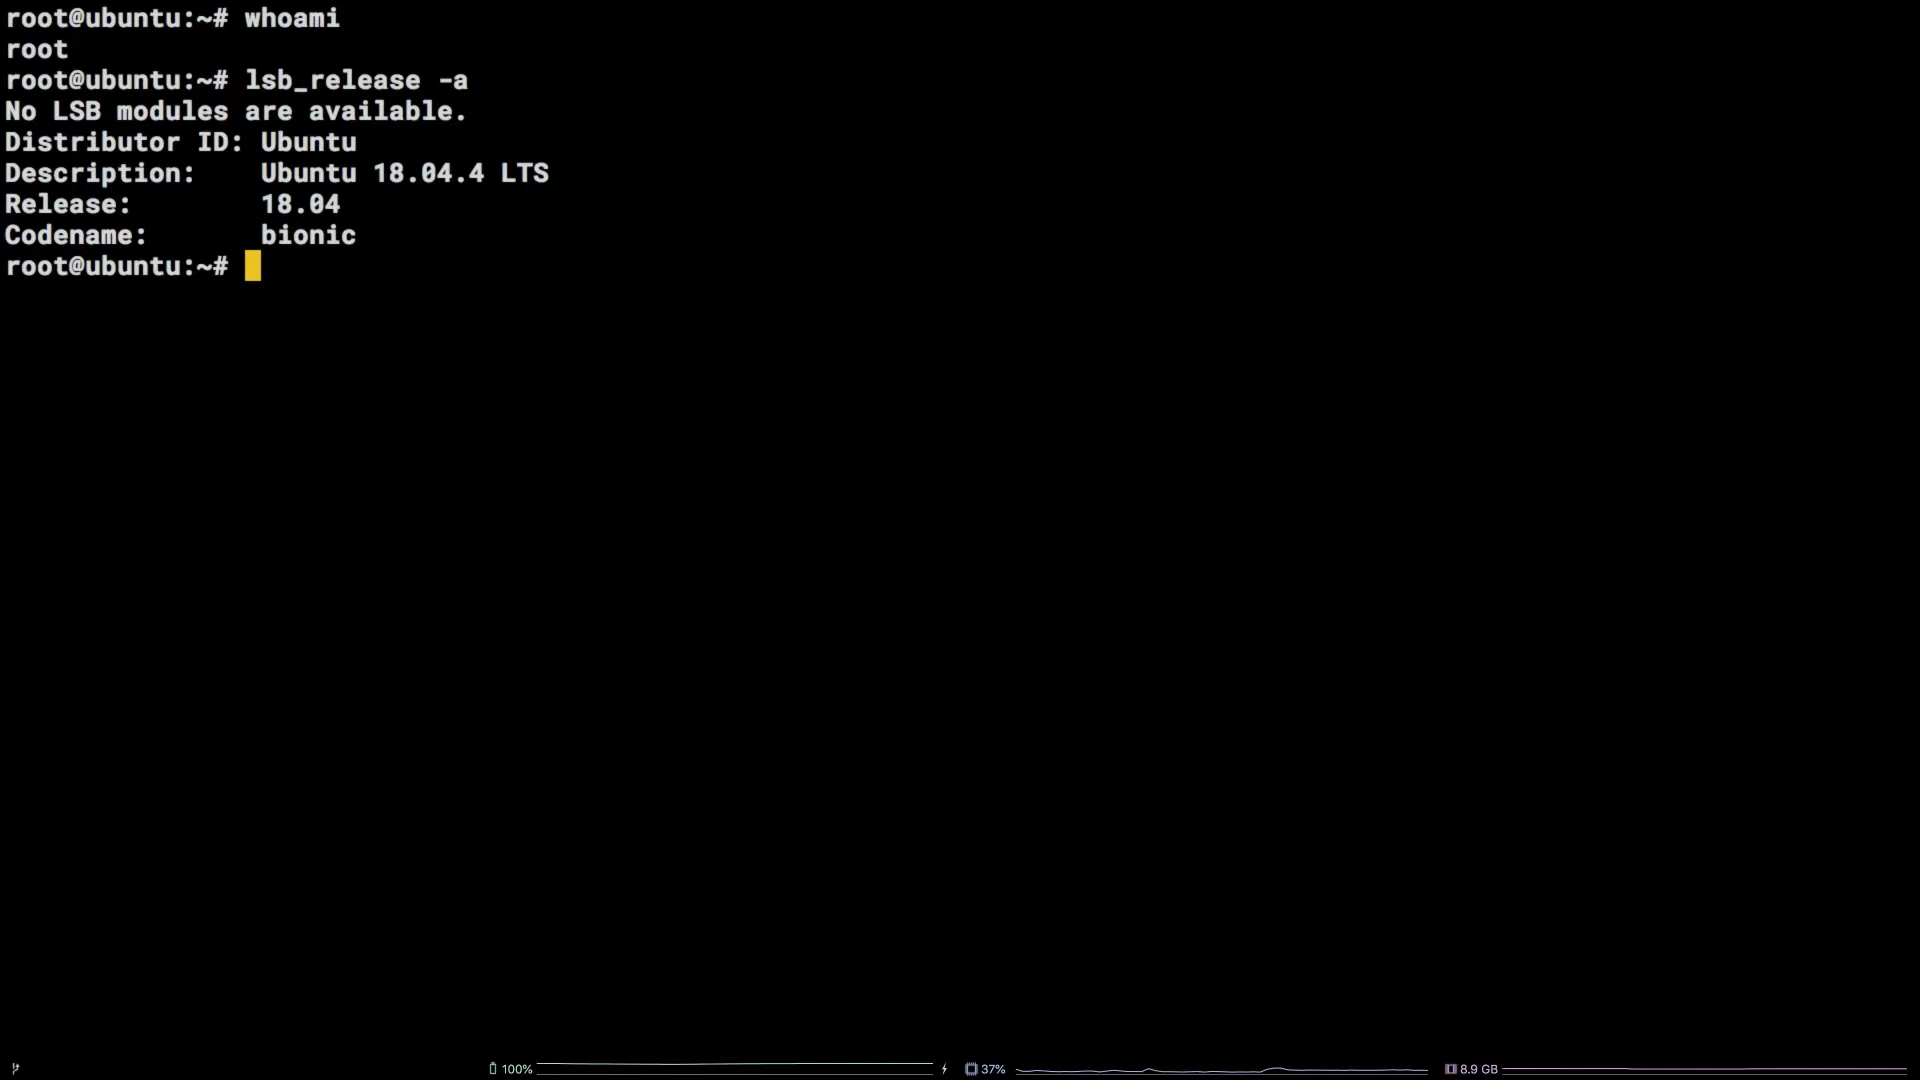 root@ubuntu:~# whoami
root
root@ubuntu:~# lsb_release -a
No LSB modules are available.
Distributor ID: Ubuntu
Description:    Ubuntu 18.04.4 LTS
Release:        18.04
Codename:       bionic
root@ubuntu:~#
100% 37% 8.9 GB